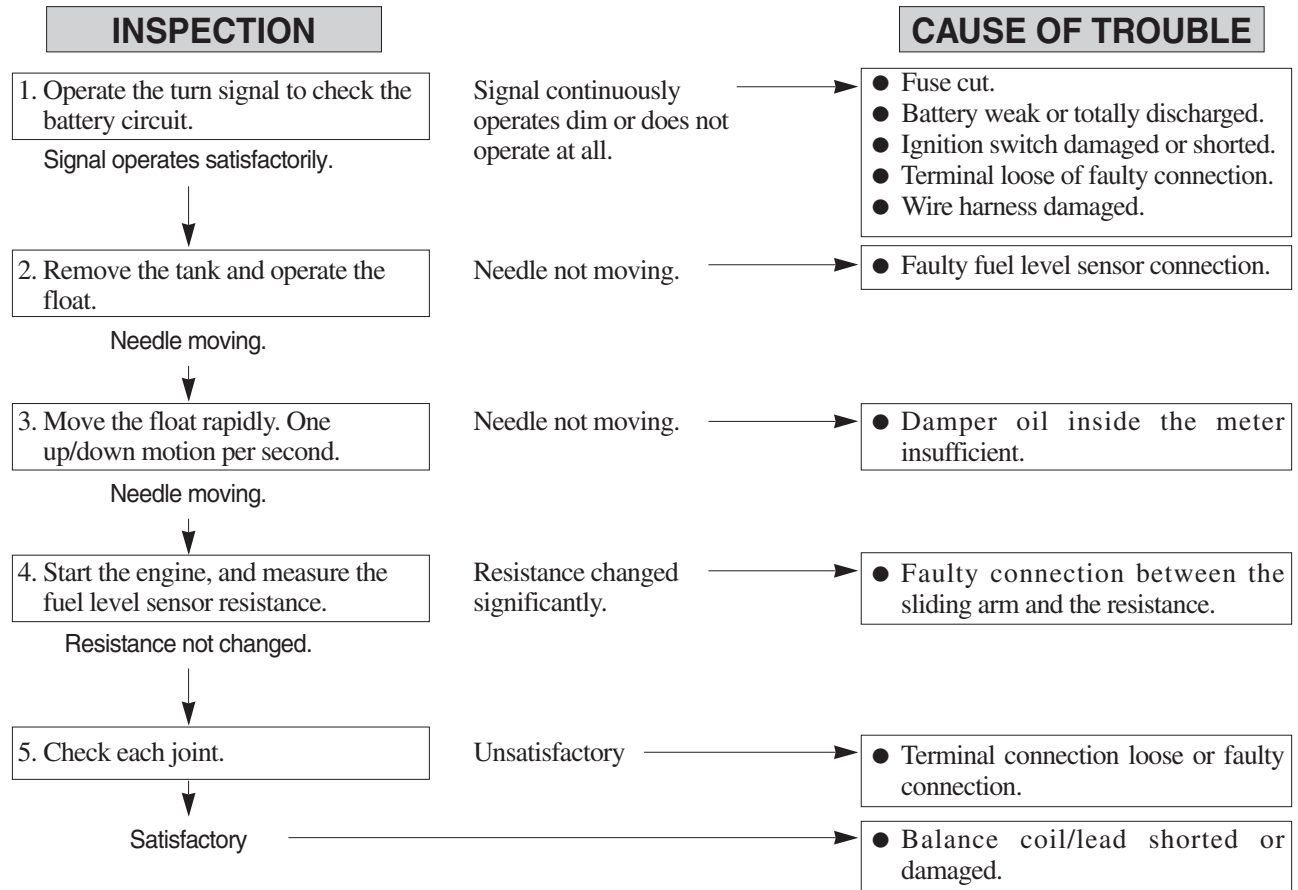 INSPECTION
CAUSE OF TROUBLE
1. Operate the turn signal to check the
battery circuit.
Signal continuously
operates dim or does not
operate at all.
● Fuse cut.
● Battery weak or totally discharged.
● Ignition switch damaged or shorted.
● Terminal loose of faulty connection.
● Wire harness damaged.
Signal operates satisfactorily.
2. Remove the tank and operate the
float.
Needle not moving.
● Faulty fuel level sensor connection.
Needle moving.
3. Move the float rapidly. One
up/down motion per second.
Needle not moving.
● Damper oil inside the meter
insufficient.
Needle moving.
4. Start the engine, and measure the
fuel level sensor resistance.
Resistance changed
significantly.
● Faulty connection between the
sliding arm and the resistance.
Resistance not changed.
5. Check each joint.
Unsatisfactory
● Terminal connection loose or faulty
connection.
Satisfactory
● Balance coil/lead shorted or
damaged.